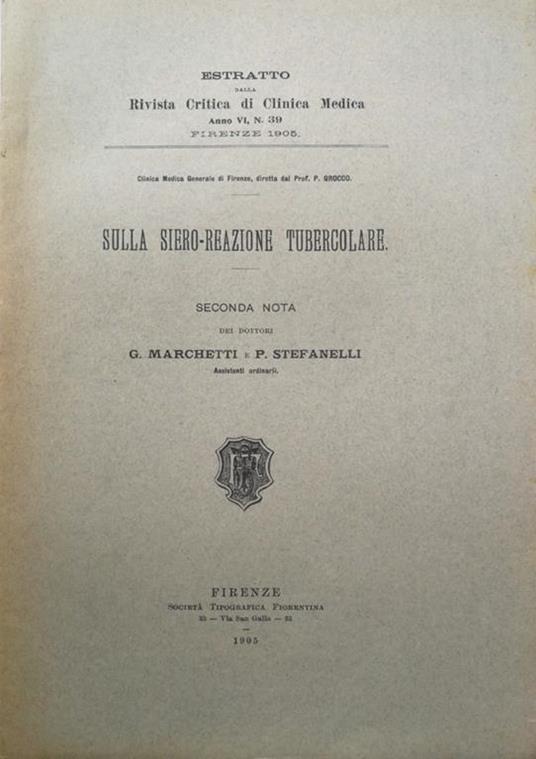 ESTRATTO
DALLA
Rivista Critica di Clinica Medica
Anno VI, N. 39
FIRENZE 1905.
Clinica Medica Generale di Firenze, diretta dal Prof. P. GROCCO.
SULLA SIERO-REAZIONE TUBERCOLARE.
SECONDA NOTA
DEI DOTTORI
G. MARCHETTI E P. STEFANELLI
Assistenti ordinarii.
FIRENZE
SOCIETÀ TIPOGRAFICA FIORENTINA
33 — Via San Gallo — 33
1905